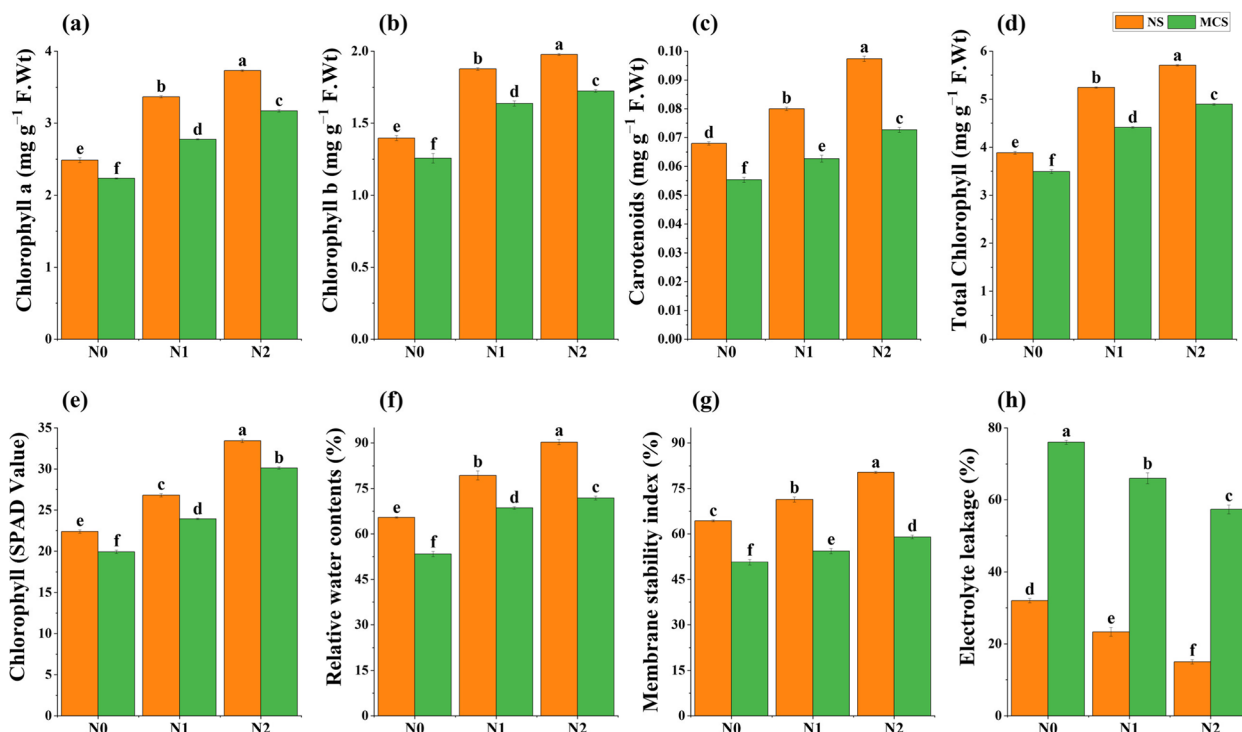 (a)
(b)
(c)
(d)
NS
MCS
Chlorophyll a (mg g⁻¹ F.Wt)
4
3
2
1
0
e
f
b
d
a
c
N0
N1
N2
Chlorophyll b (mg g⁻¹ F.Wt)
2.0
1.5
1.0
0.5
0.0
e
f
b
d
a
c
N0
N1
N2
Carotenoids (mg g⁻¹ F.Wt)
0.10
0.09
0.08
0.07
0.06
0.05
0.04
0.03
0.02
0.01
0.00
d
f
b
e
a
c
N0
N1
N2
Total Chlorophyll (mg g⁻¹ F.Wt)
6
5
4
3
2
1
0
e
f
b
d
a
c
N0
N1
N2
(e)
(f)
(g)
(h)
Chlorophyll (SPAD Value)
35
30
25
20
15
10
5
0
e
f
c
d
a
b
N0
N1
N2
Relative water contents (%)
90
75
60
45
30
15
0
e
f
b
d
a
c
N0
N1
N2
Membrane stability index (%)
90
75
60
45
30
15
0
c
f
b
e
a
d
N0
N1
N2
Electrolyte leakage (%)
80
60
40
20
0
d
a
e
b
f
c
N0
N1
N2